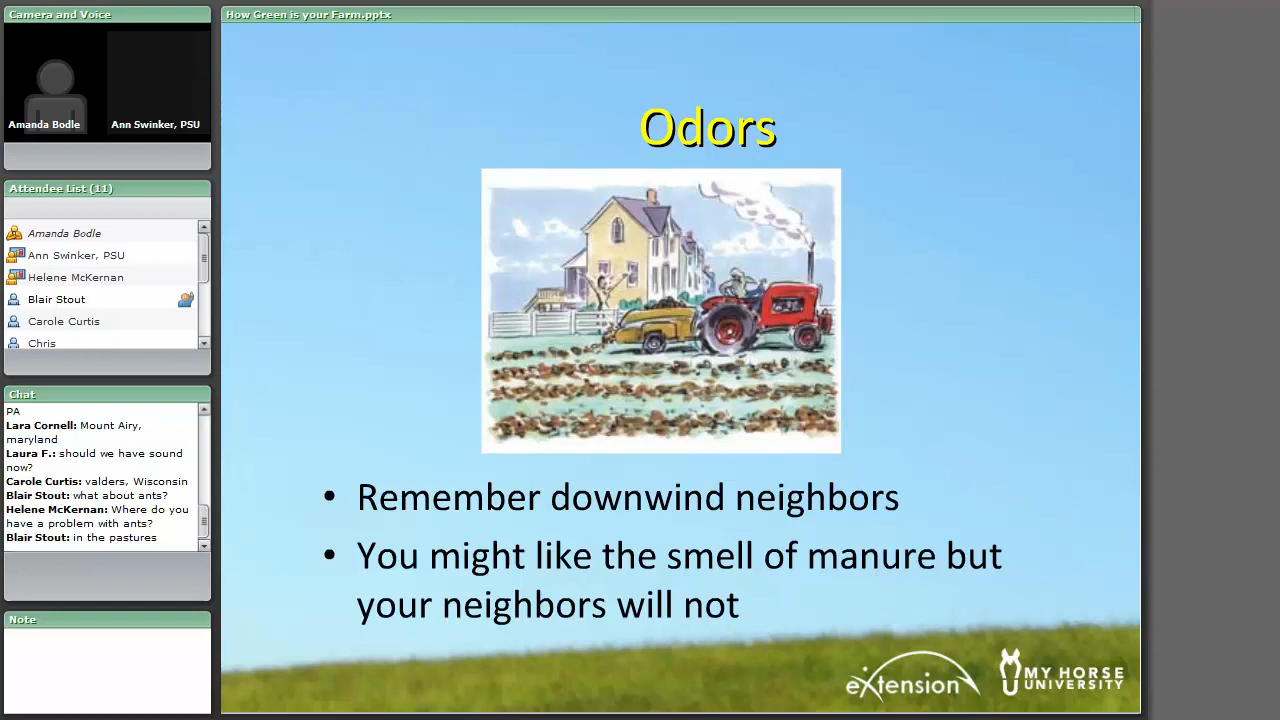 Camera and Voice
Amanda Bodle
Ann Swinker, PSU
Attendee List (11)
Amanda Bodle
Ann Swinker, PSU
Helene McKernan
Blair Stout
Carole Curtis
Chris
Chat
PA
Lara Cornell: Mount Airy,
maryland
Laura F.: should we have sound
now?
Carole Curtis: valders, Wisconsin
Blair Stout: what about ants?
Helene McKernan: Where do you
have a problem with ants?
Blair Stout: in the pastures
Note
How Green is your Farm.pptx
Odors
• Remember downwind neighbors
• You might like the smell of manure but
your neighbors will not
eXtension
MY HORSE
UNIVERSITY